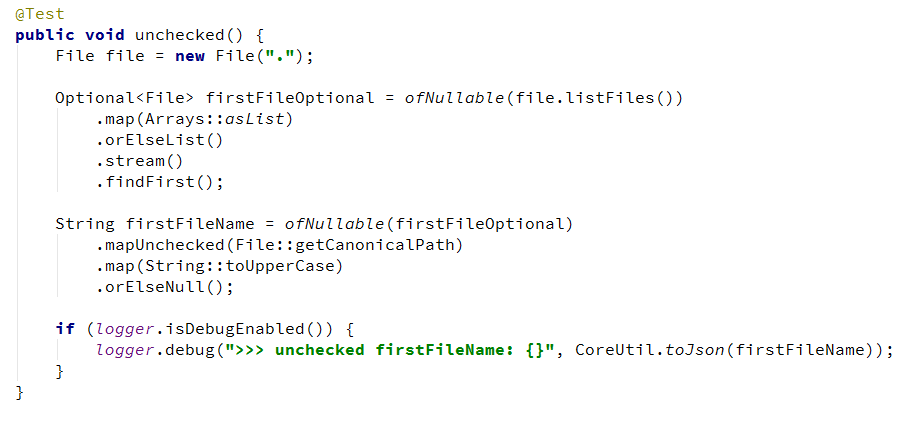 @Test
public void unchecked() {
    File file = new File(".");

    Optional<File> firstFileOptional = ofNullable(file.listFiles())
        .map(Arrays::asList)
        .orElseList()
        .stream()
        .findFirst();

    String firstFileName = ofNullable(firstFileOptional)
        .mapUnchecked(File::getCanonicalPath)
        .map(String::toUpperCase)
        .orElseNull();

    if (logger.isDebugEnabled()) {
        logger.debug(">>> unchecked firstFileName: {}", CoreUtil.toJson(firstFileName));
    }
}